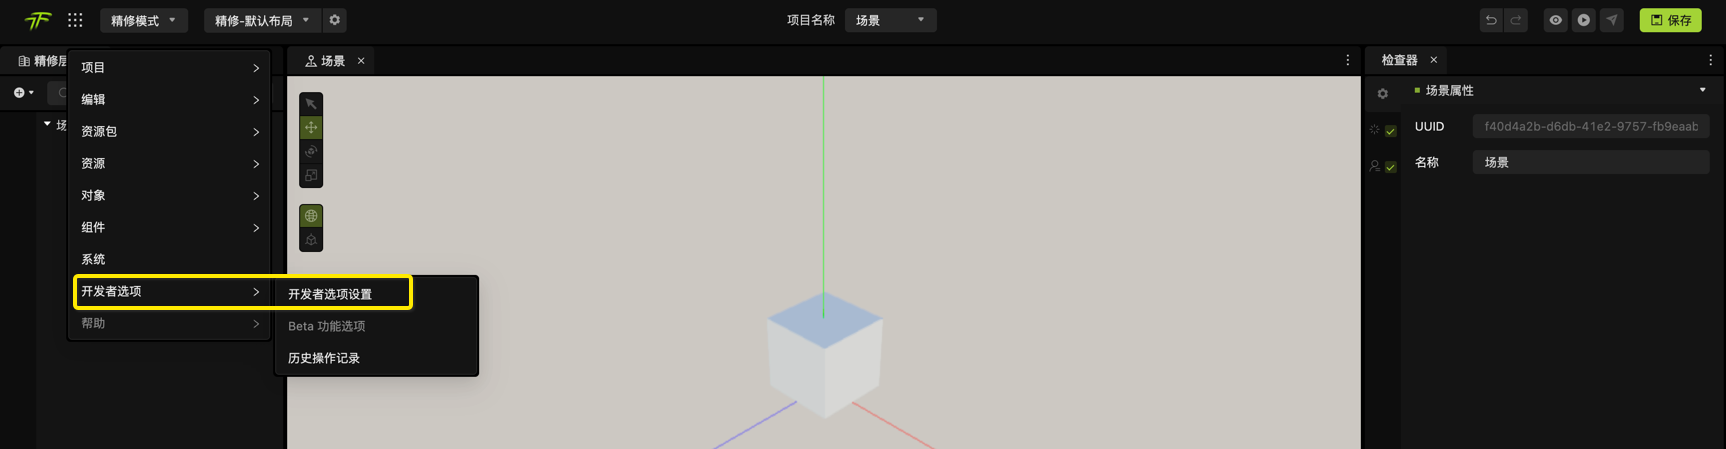 精修模式
精修-默认布局
项目名称
场景
保存
精修层
场景
检查器
项目
编辑
资源包
资源
对象
组件
系统
开发者选项
帮助
开发者选项设置
Beta 功能选项
历史操作记录
场
场景属性
UUID
f40d4a2b-d6db-41e2-9757-fb9eaab
名称
场景